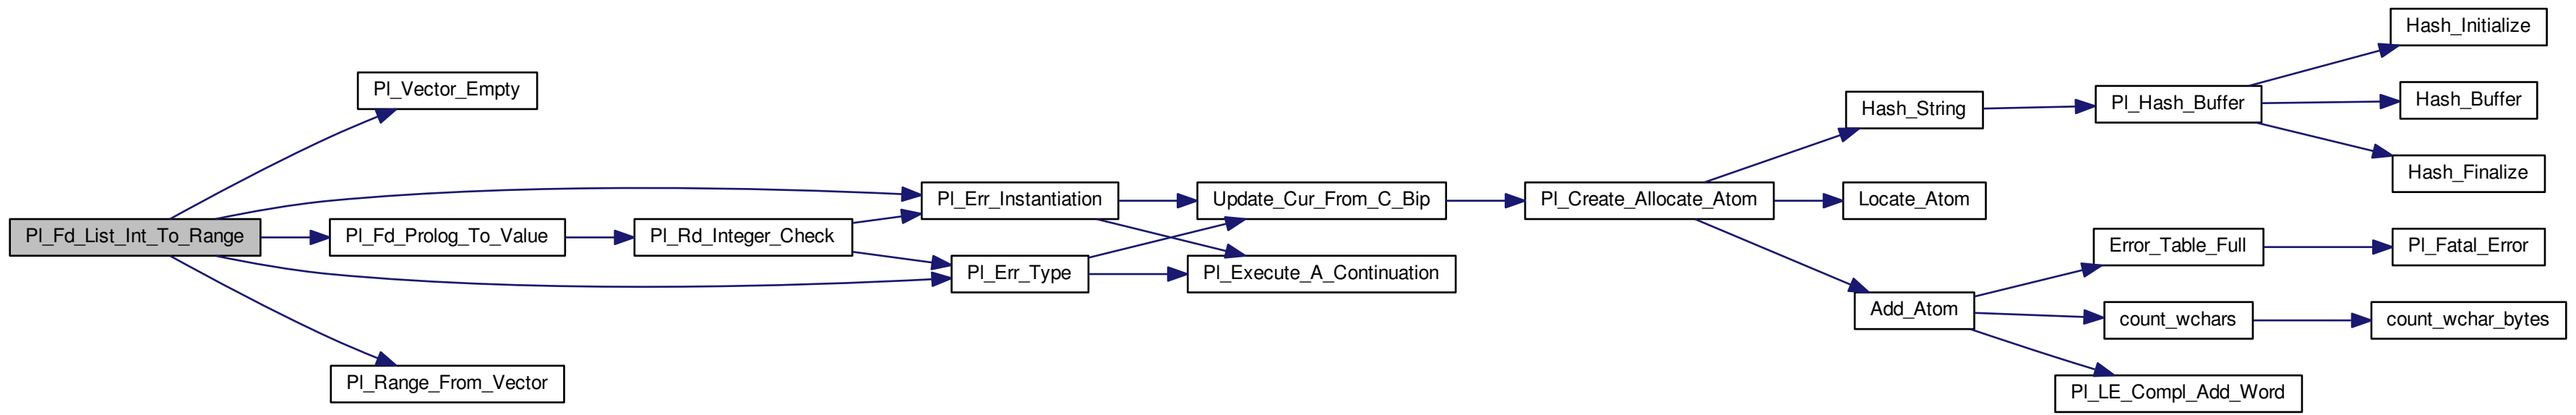 Pl_Fd_List_Int_To_Range
Pl_Vector_Empty
Pl_Fd_Prolog_To_Value
Pl_Range_From_Vector
Pl_Rd_Integer_Check
Pl_Err_Instantiation
Pl_Err_Type
Update_Cur_From_C_Bip
Pl_Execute_A_Continuation
Pl_Create_Allocate_Atom
Hash_String
Locate_Atom
Add_Atom
Pl_Hash_Buffer
Error_Table_Full
count_wchars
Pl_LE_Compl_Add_Word
Hash_Initialize
Hash_Buffer
Hash_Finalize
Pl_Fatal_Error
count_wchar_bytes